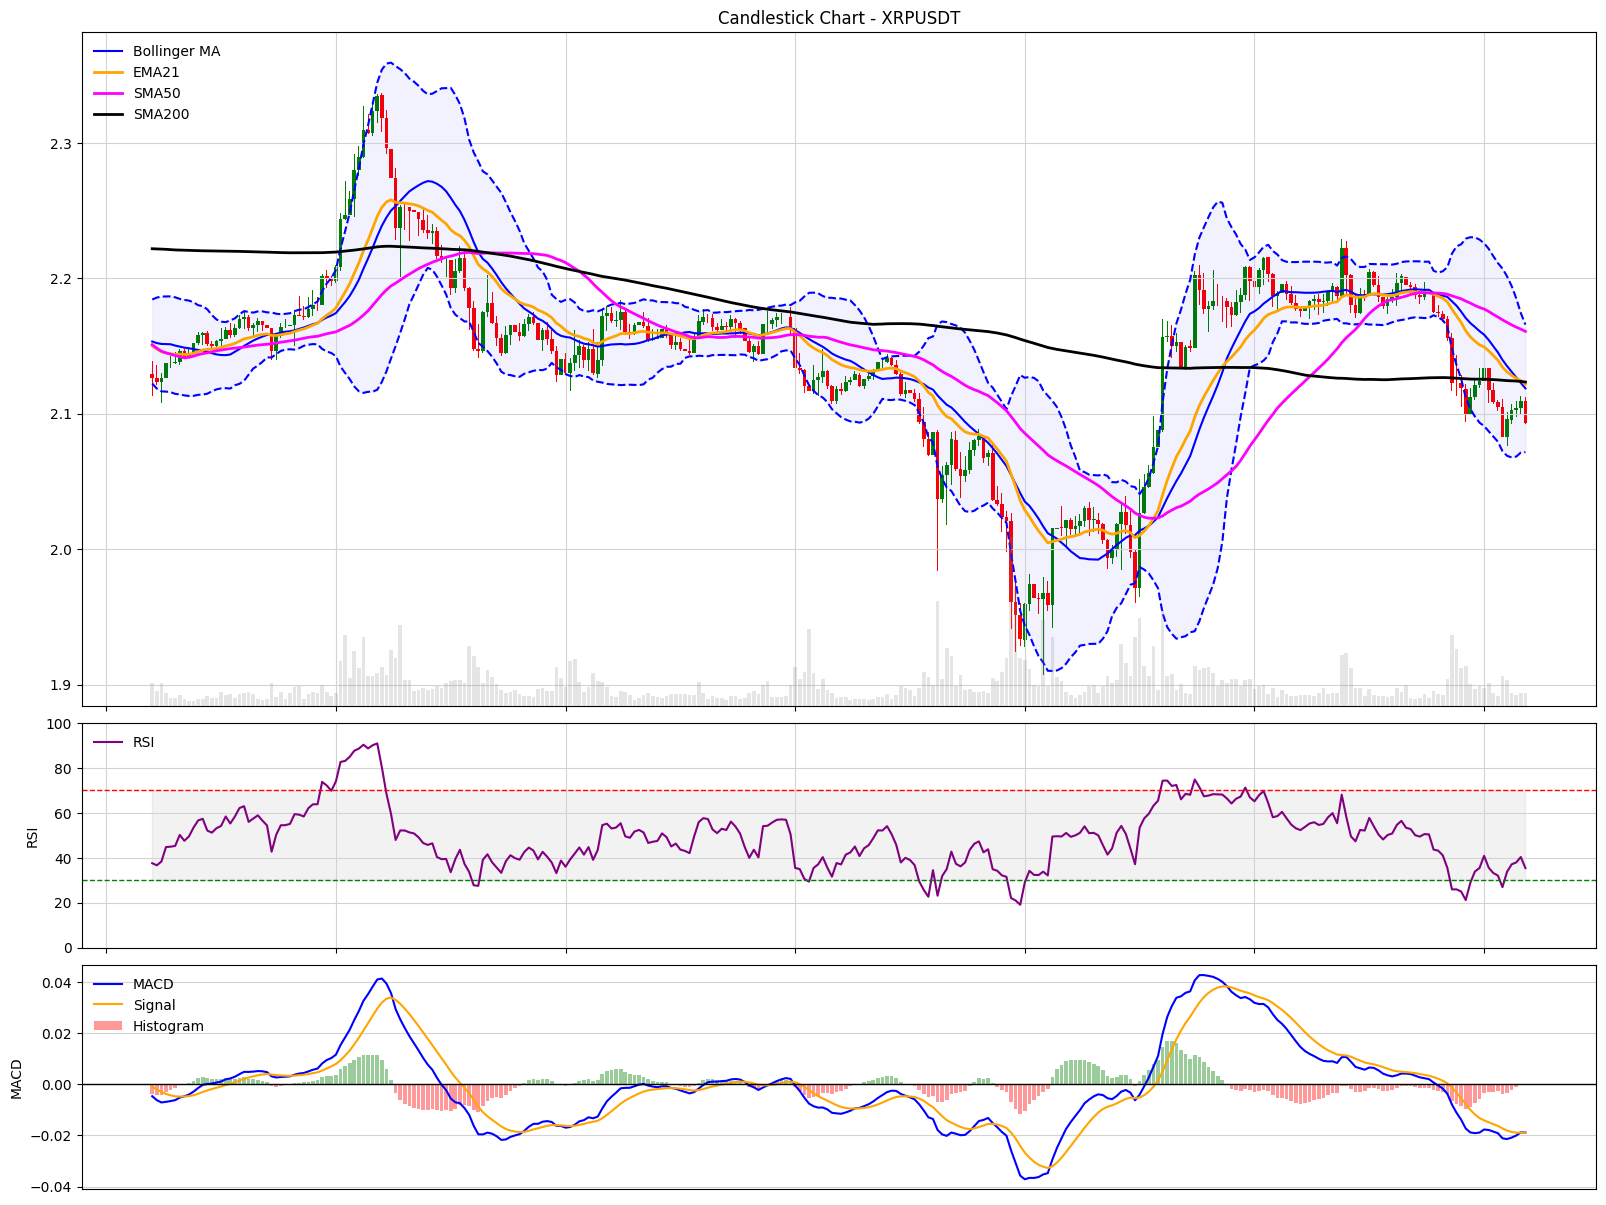 Candlestick Chart - XRPUSDT
Bollinger MA
EMA21
SMA50
SMA200
2.3
2.2
2.1
2.0
1.9
100
80
60
40
20
0
RSI
RSI
0.04
0.02
0.00
−0.02
−0.04
MACD
MACD
Signal
Histogram